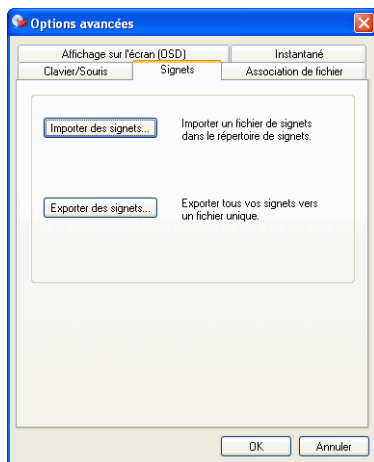 Options avancées
Affichage sur l'écran (OSD)
Instantané
Clavier/Souris
Signets
Association de fichier
Importer des signets...
Importer un fichier de signets
dans le répertoire de signets.
Exporter des signets...
Exporter tous vos signets vers
un fichier unique.
OK
Annuler